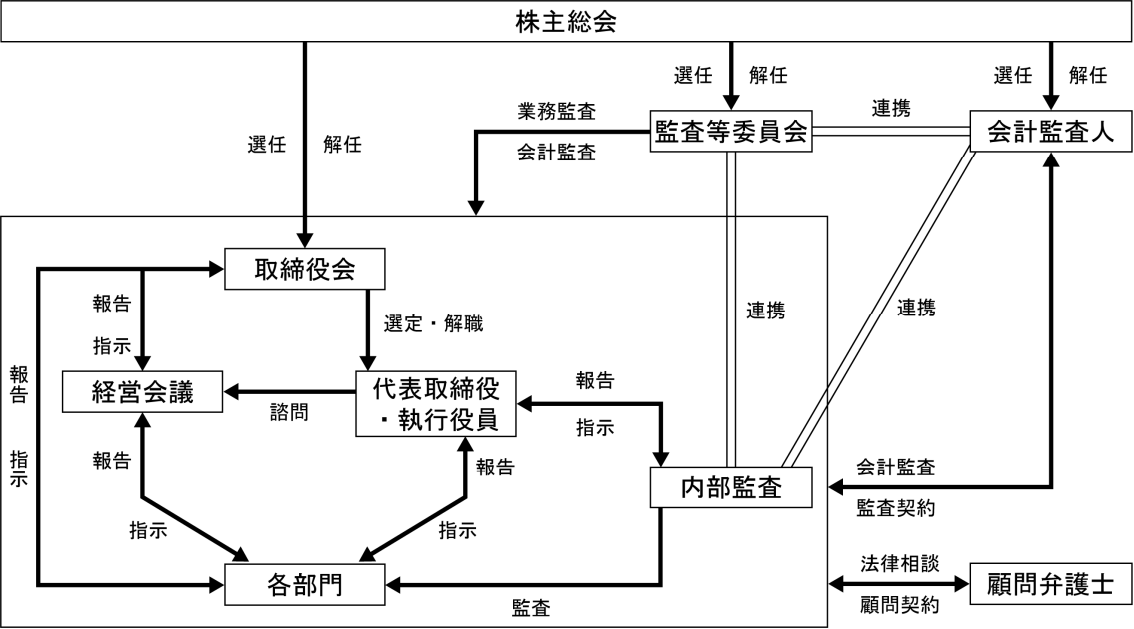 株主総会
選任
解任
選任
解任
選任
解任
業務監査
会計監査
監査等委員会
連携
会計監査人
取締役会
報告
指示
選定・解職
連携
連携
報告
指示
経営会議
諮問
代表取締役
・執行役員
報告
指示
報告
指示
報告
指示
内部監査
会計監査
監査契約
各部門
監査
法律相談
顧問契約
顧問弁護士